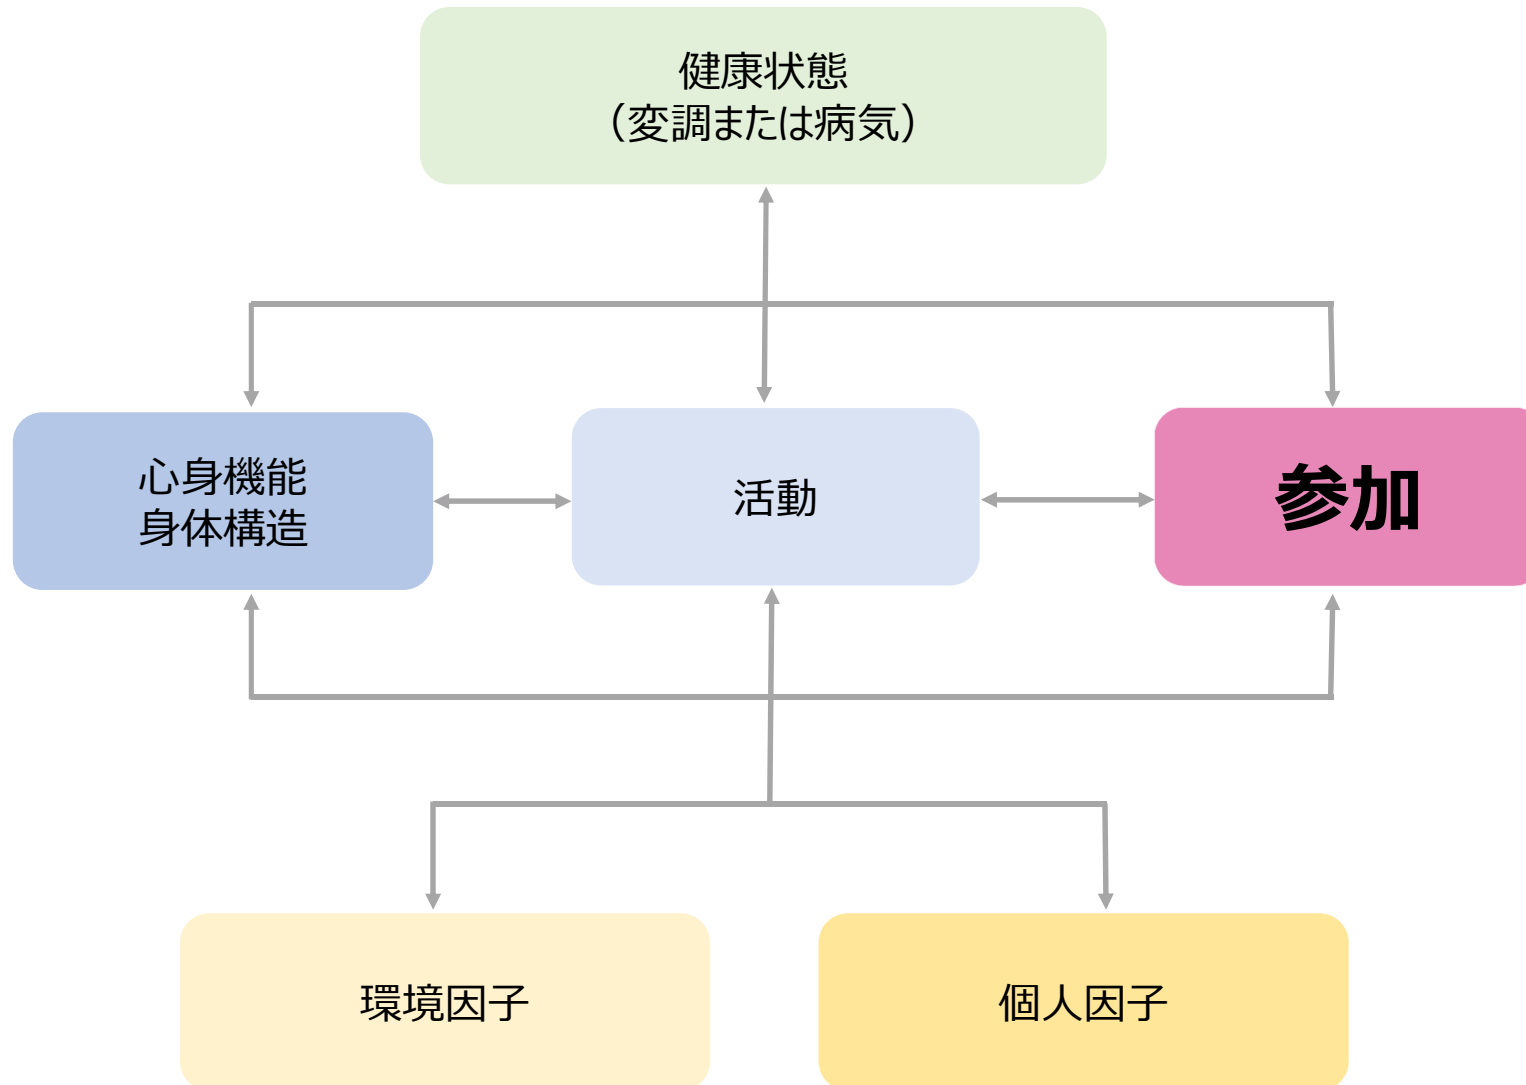 健康状態
（変調または病気）
心身機能
身体構造
活動
参加
環境因子
個人因子